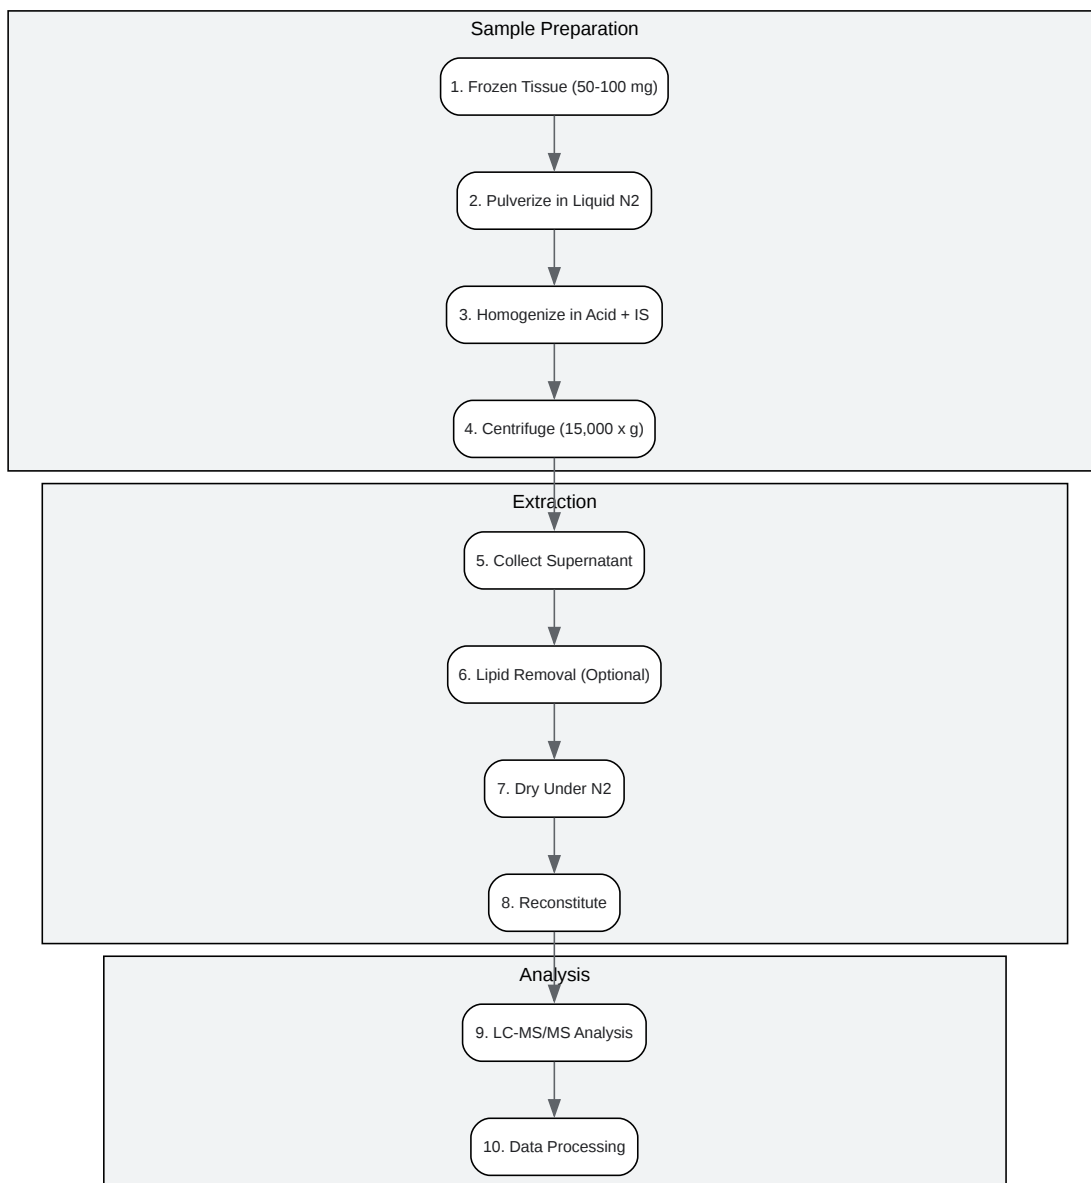 Sample Preparation
1. Frozen Tissue (50-100 mg)
2. Pulverize in Liquid N2
3. Homogenize in Acid + IS
4. Centrifuge (15,000 x g)
Extraction
5. Collect Supernatant
6. Lipid Removal (Optional)
7. Dry Under N2
8. Reconstitute
Analysis
9. LC-MS/MS Analysis
10. Data Processing